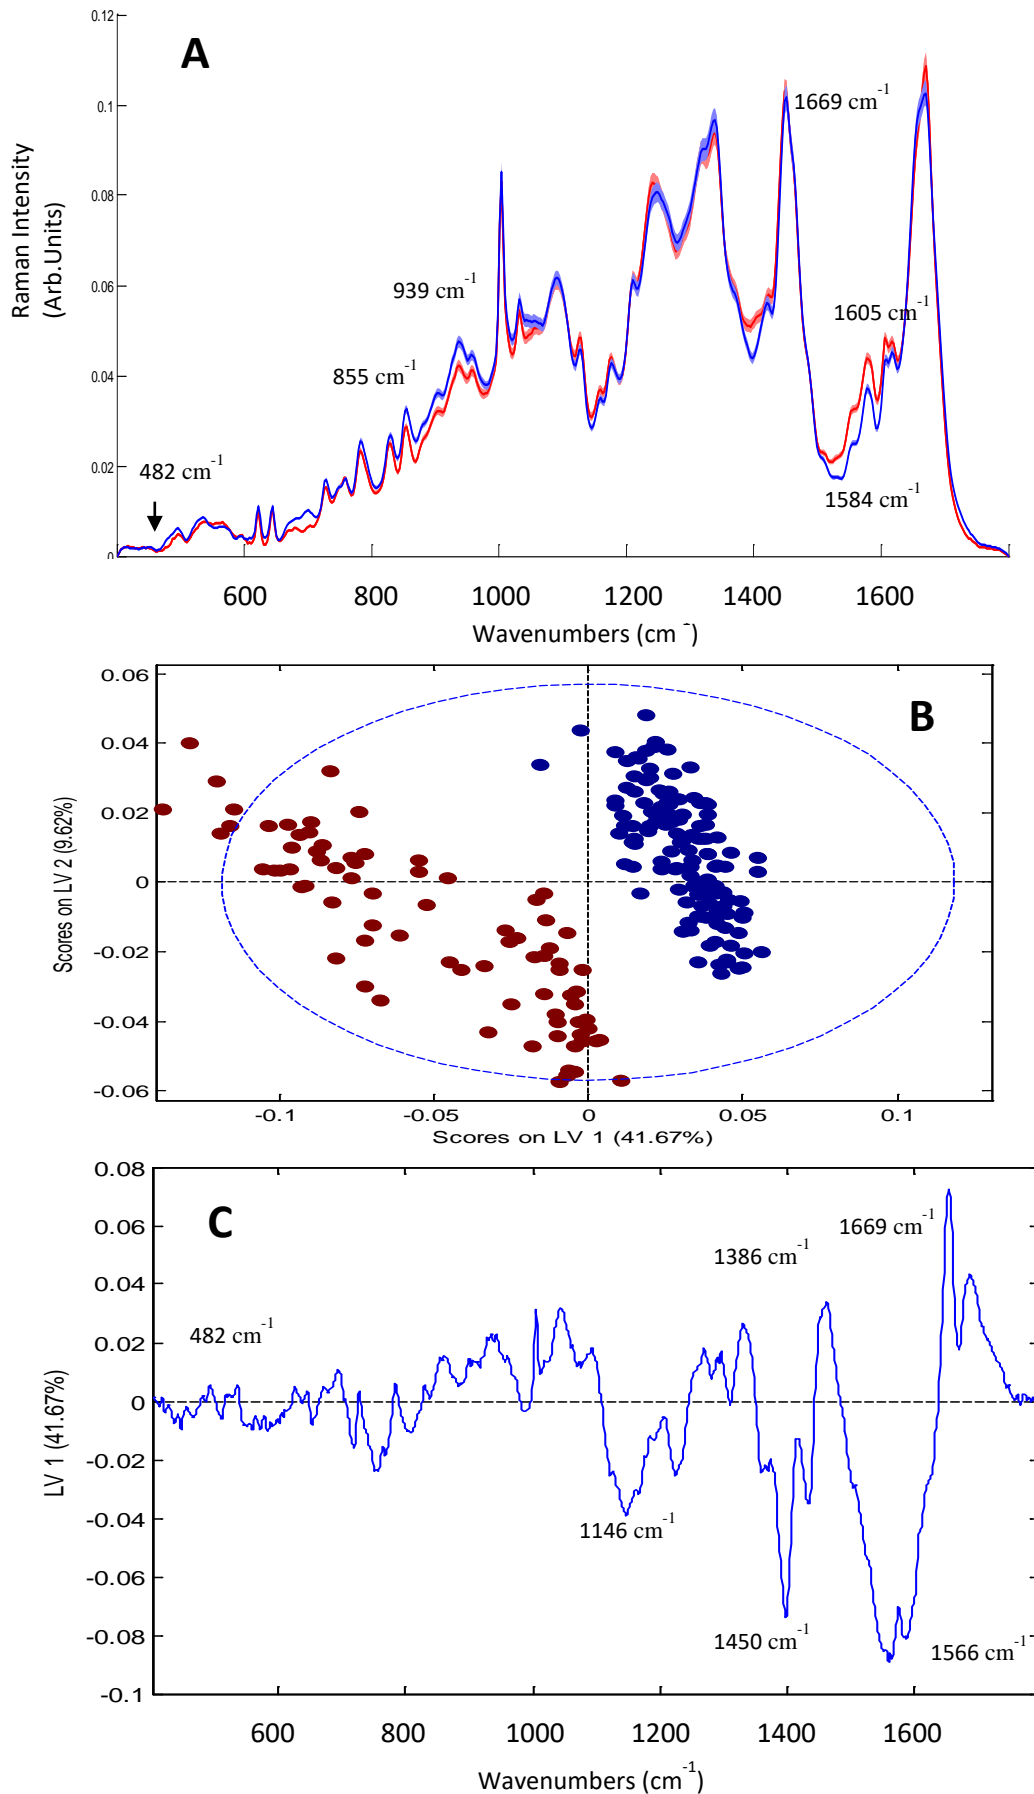 A
0.12
0.1
0.08
0.06
0.04
0.02
0
Raman Intensity
(Arb.Units)
1669 cm-1
939 cm-1
1605 cm-1
855 cm-1
482 cm-1
1584 cm-1
600 800 1000 1200 1400 1600
Wavenumbers (cm-1)
B
0.06
0.04
0.02
0
-0.02
-0.04
-0.06
Scores on LV 2 (9.62%)
-0.1 -0.05 0 0.05 0.1
Scores on LV 1 (41.67%)
C
0.08
0.06
0.04
0.02
0
-0.02
-0.04
-0.06
-0.08
-0.1
LV 1 (41.67%)
1669 cm-1
1386 cm-1
482 cm-1
1146 cm-1
1450 cm-1
1566 cm-1
600 800 1000 1200 1400 1600
Wavenumbers (cm-1)